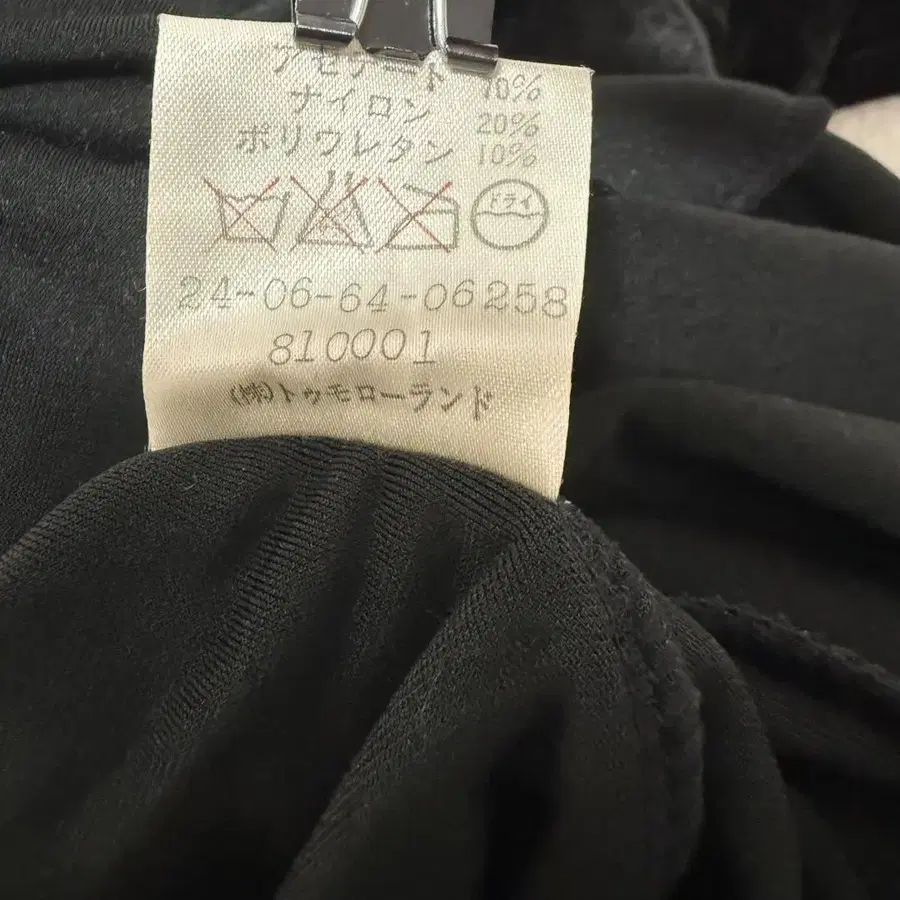 アセテート 70%
ナイロン 20%
ポリウレタン 10%
ドライ
24-06-64-06258
810001
(株)トゥモローランド